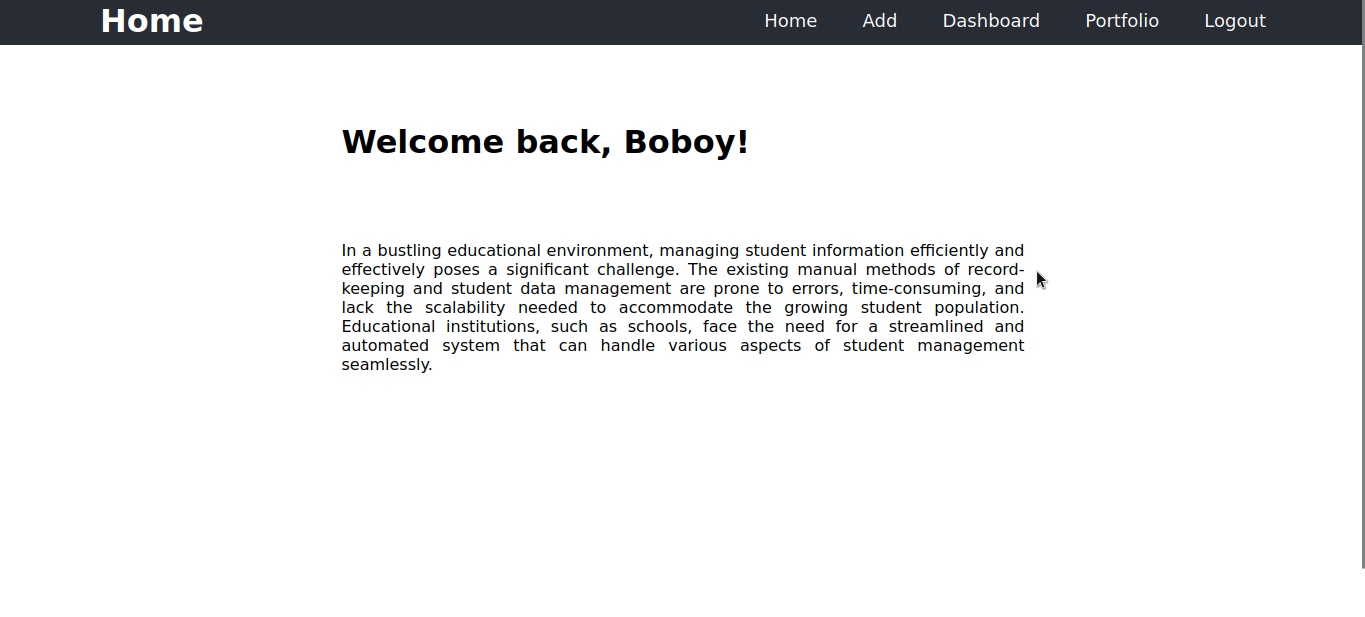 Home
Home Add Dashboard Portfolio Logout
Welcome back, Boboy!
In a bustling educational environment, managing student information efficiently and
effectively poses a significant challenge. The existing manual methods of record-
keeping and student data management are prone to errors, time-consuming, and
lack the scalability needed to accommodate the growing student population.
Educational institutions, such as schools, face the need for a streamlined and
automated system that can handle various aspects of student management
seamlessly.